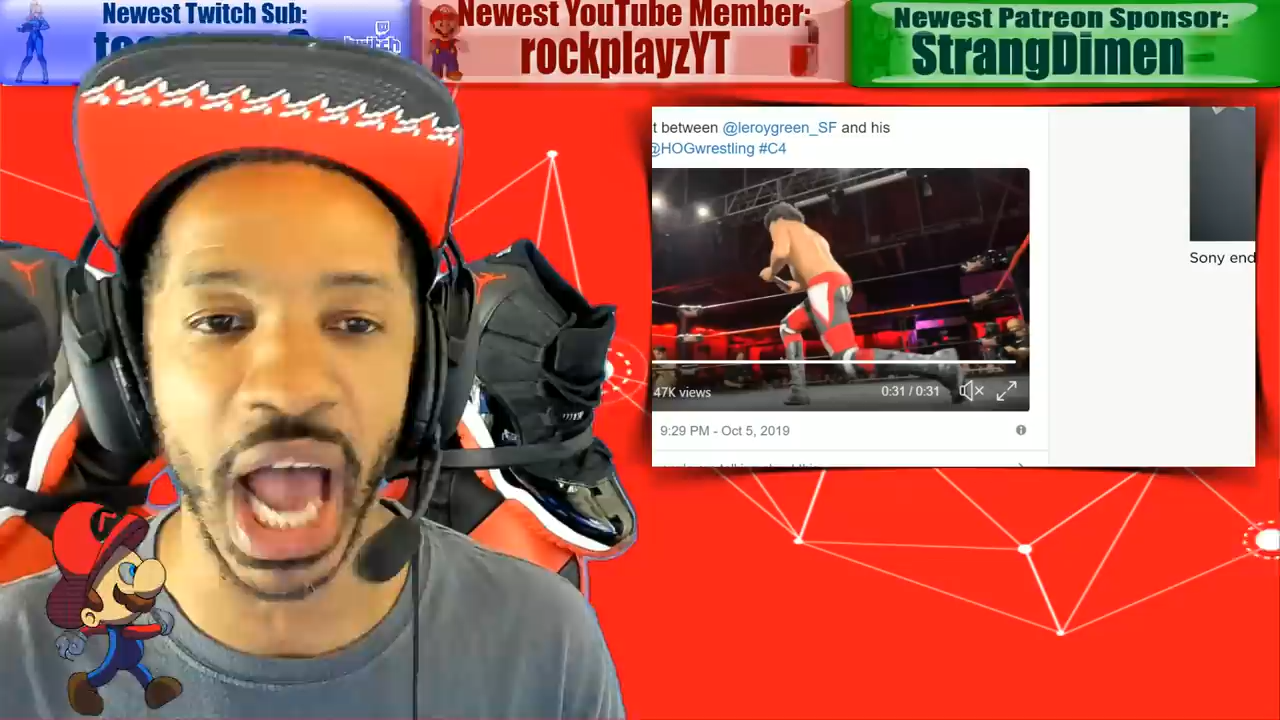 Newest Twitch Sub:
Newest YouTube Member:
rockplayzYT
Newest Patreon Sponsor:
StrangDimen
twitch
t between @leroygreen_SF and his
@HOGwrestling #C4
47K views
0:31 / 0:31
9:29 PM - Oct 5, 2019
Sony end